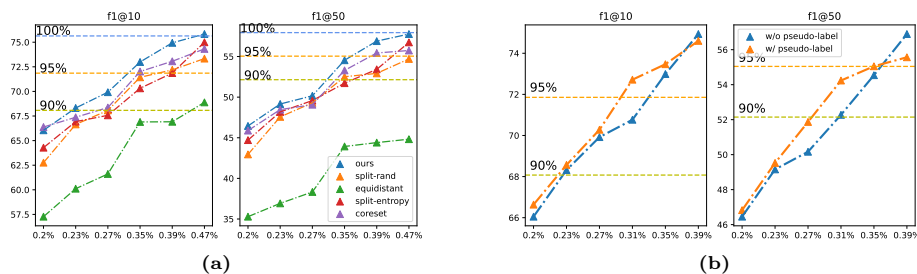 f1@10
100%
95%
90%
75.0
72.5
70.0
67.5
65.0
62.5
60.0
57.5
0.2% 0.23% 0.27% 0.35% 0.39% 0.47%
f1@50
100%
95%
90%
55
50
45
40
35
ours
split-rand
equidistant
split-entropy
coreset
0.2% 0.23% 0.27% 0.35% 0.39% 0.47%
(a)
f1@10
95%
90%
74
72
70
68
66
0.2% 0.23% 0.27% 0.31% 0.35% 0.39%
f1@50
w/o pseudo-label
w/ pseudo-label
95%
90%
56
54
52
50
48
46
0.2% 0.23% 0.27% 0.31% 0.35% 0.39%
(b)